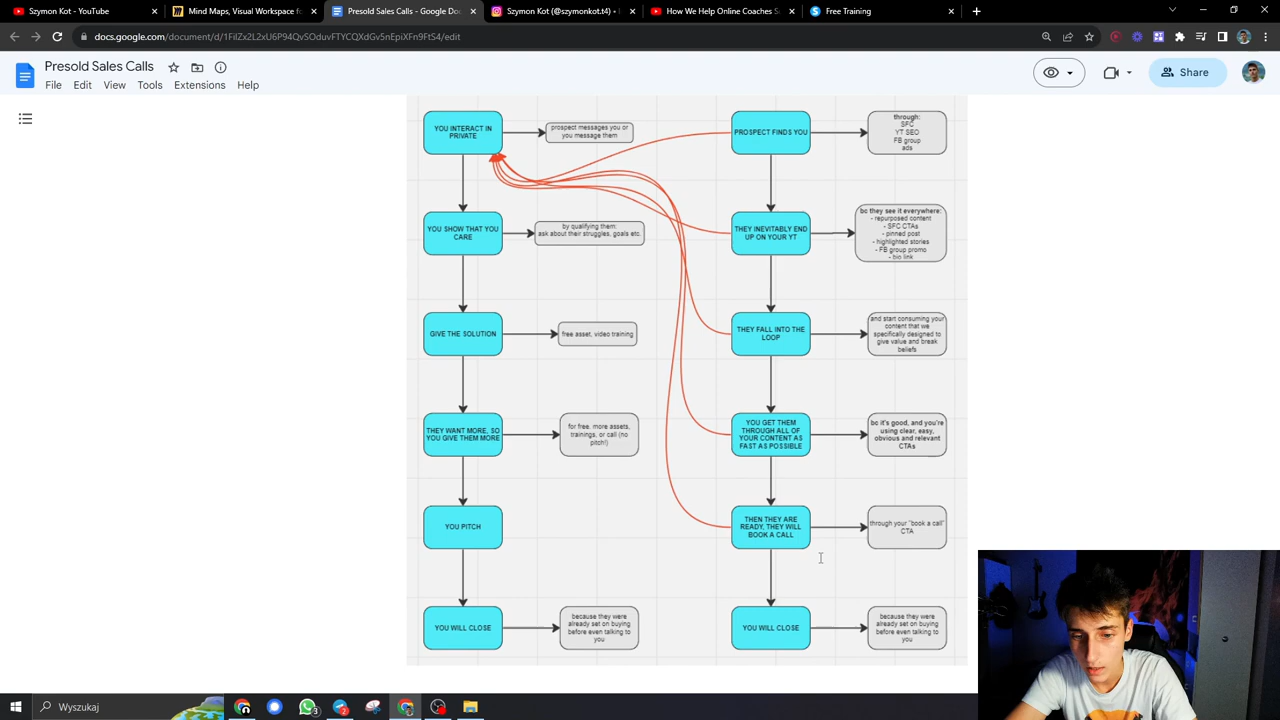 Szymon Kot - YouTube
Mind Maps, Visual Workspace f
Presold Sales Calls - Google Doc
Szymon Kot (@szymonkot.t4) • I
How We Help Online Coaches S
Free Training
docs.google.com/document/d/1FiIZx2L2xU6P94QvSOduvFTYCQXdGv5nEpiXFn9FtS4/edit
Presold Sales Calls
File Edit View Tools Extensions Help
Share
YOU INTERACT IN
PRIVATE
prospect messages you or
you message them
YOU SHOW THAT YOU
CARE
by qualifying them:
ask about their struggles, goals etc.
GIVE THE SOLUTION
free asset, video training
THEY WANT MORE, SO
YOU GIVE THEM MORE
for free. more assets,
trainings, or call (no
pitch!)
YOU PITCH
YOU WILL CLOSE
because they were
already set on buying
before even talking to
you
PROSPECT FINDS YOU
through:
SFC
YT SEO
FB group
ads
THEY INEVITABLY END
UP ON YOUR YT
bc they see it everywhere:
- repurposed content
- SFC CTAs
- pinned post
- highlighted stories
- FB group promo
- bio link
THEY FALL INTO THE
LOOP
and start consuming your
content that we
specifically designed to
give value and break
beliefs
YOU GET THEM
THROUGH ALL OF
YOUR CONTENT AS
FAST AS POSSIBLE
bc it's good, and you're
using clear, easy,
obvious and relevant
CTAs
THEN THEY ARE
READY, THEY WILL
BOOK A CALL
through your "book a call"
CTA
YOU WILL CLOSE
because they were
already set on buying
before even talking to
you
Wyszukaj
3
2